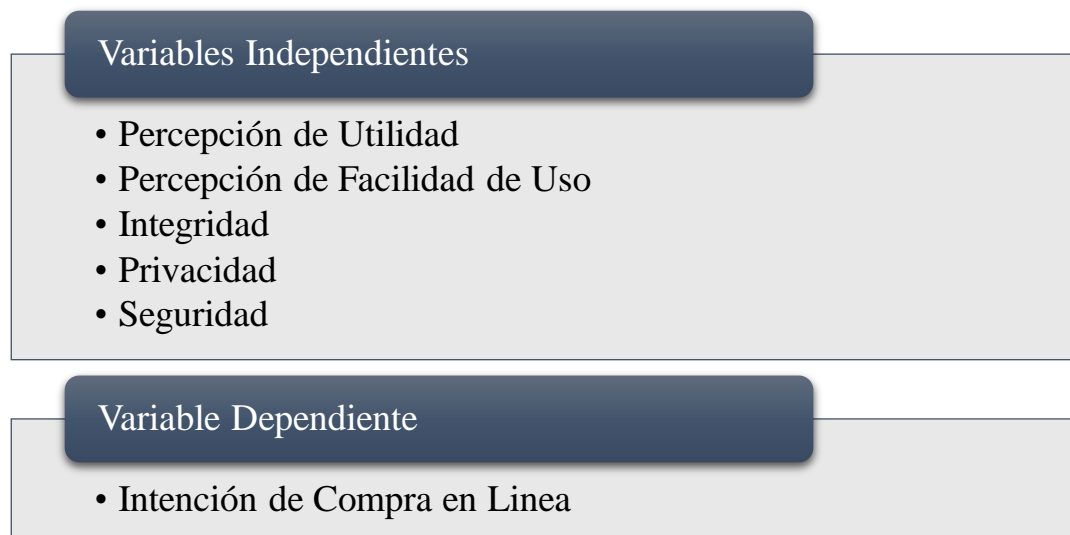 Variables Independientes
• Percepción de Utilidad
• Percepción de Facilidad de Uso
• Integridad
• Privacidad
• Seguridad
Variable Dependiente
• Intención de Compra en Linea